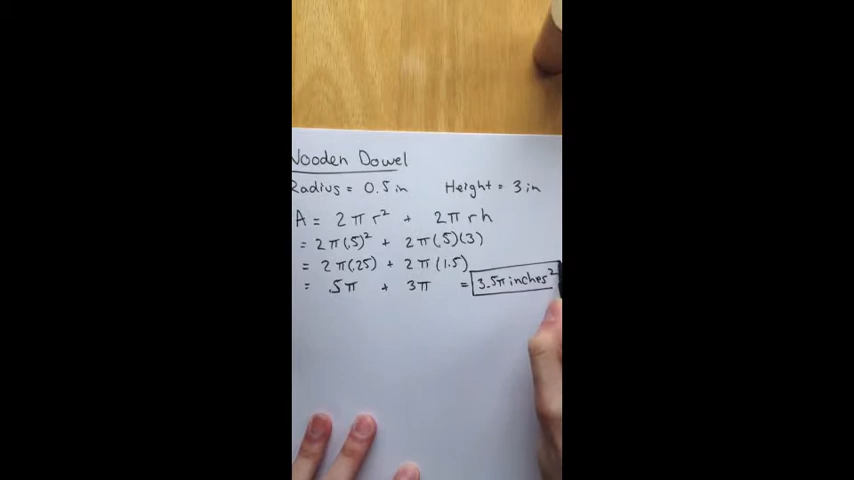 Wooden Dowel
Radius = 0.5 in Height = 3 in
A = 2πr² + 2πrh
= 2π(.5)² + 2π(.5)(3)
= 2π(.25) + 2π(1.5)
= .5π + 3π = 3.5π inches²